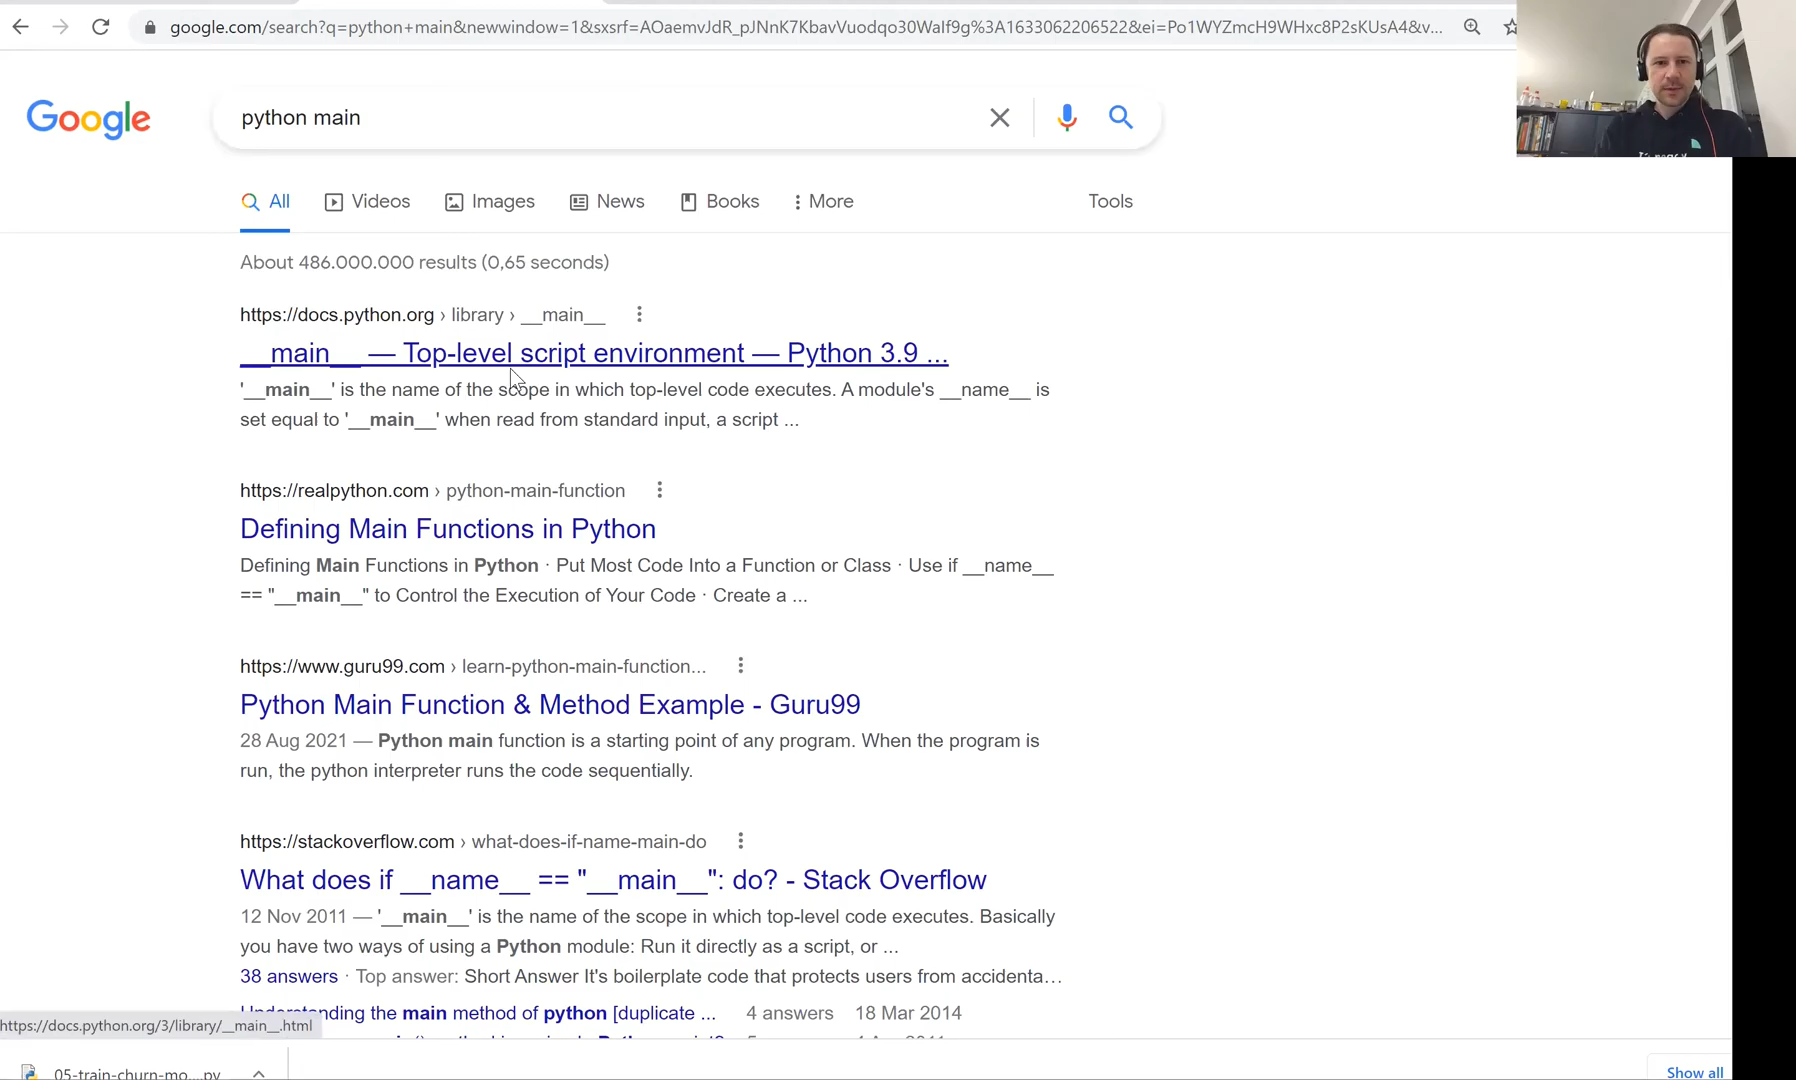 google.com/search?q=python+main&newwindow=1&sxsrf=AOaemvJdR_pJNnK7KbavVuodqo30WaIf9g%3A1633062206522&ei=Po1WYZmcH9WHxc8P2sKUsA4&v...
Google
python main
All Videos Images News Books More Tools
About 486.000.000 results (0,65 seconds)
https://docs.python.org › library › __main__
__main__ — Top-level script environment — Python 3.9 ...
'__main__' is the name of the scope in which top-level code executes. A module's __name__ is
set equal to '__main__' when read from standard input, a script ...
https://realpython.com › python-main-function
Defining Main Functions in Python
Defining Main Functions in Python · Put Most Code Into a Function or Class · Use if __name__
== "__main__" to Control the Execution of Your Code · Create a ...
https://www.guru99.com › learn-python-main-function...
Python Main Function & Method Example - Guru99
28 Aug 2021 — Python main function is a starting point of any program. When the program is
run, the python interpreter runs the code sequentially.
https://stackoverflow.com › what-does-if-name-main-do
What does if __name__ == "__main__": do? - Stack Overflow
12 Nov 2011 — '__main__' is the name of the scope in which top-level code executes. Basically
you have two ways of using a Python module: Run it directly as a script, or ...
38 answers · Top answer: Short Answer It's boilerplate code that protects users from accidenta...
Understanding the main method of python [duplicate ... 4 answers 18 Mar 2014
https://docs.python.org/3/library/__main__.html
05-train-churn-mo....py
Show all